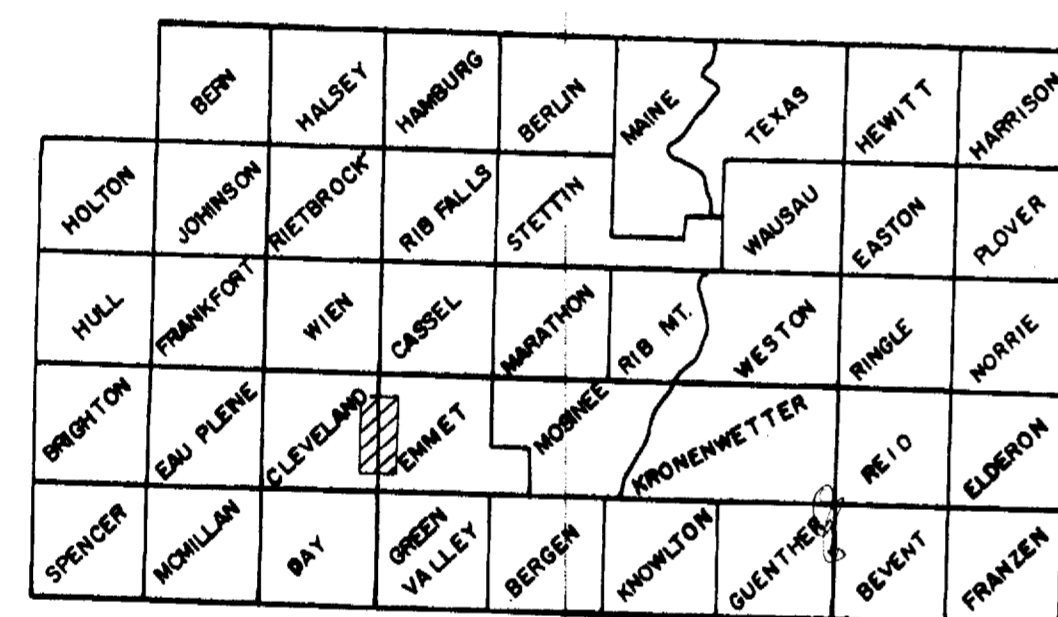 BERN
HALSEY
HAMBURG
BERLIN
MAINE
TEXAS
HEWITT
HARRISON
HOLTON
JOHINSON
RIETBROCK
RIB FALLS
STETTIN
WAUSAU
EASTON
PLOVER
HULL
FRANKFORT
WIEN
CASSEL
MARATHON
RIB MT.
WESTON
RINGLE
NORRIE
BRIGHTON
EAU PLEINE
CLEVELAND
EMMET
MOSINEE
KRONENWETTER
REID
ELDERON
SPENCER
MCMILLAN
DAY
GREEN
VALLEY
BERGEN
KNOWLTON
GUENTHER
BEVENT
FRANZEN